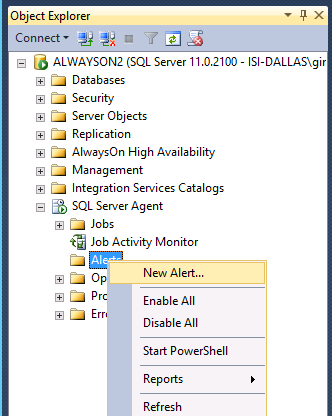 Object Explorer
Connect
ALWAYSON2 (SQL Server 11.0.2100 - ISI-DALLAS\gir
Databases
Security
Server Objects
Replication
AlwaysOn High Availability
Management
Integration Services Catalogs
SQL Server Agent
Jobs
Job Activity Monitor
Alerts
New Alert...
Op
Enable All
Pro
Disable All
Erro
Start PowerShell
Reports
Refresh